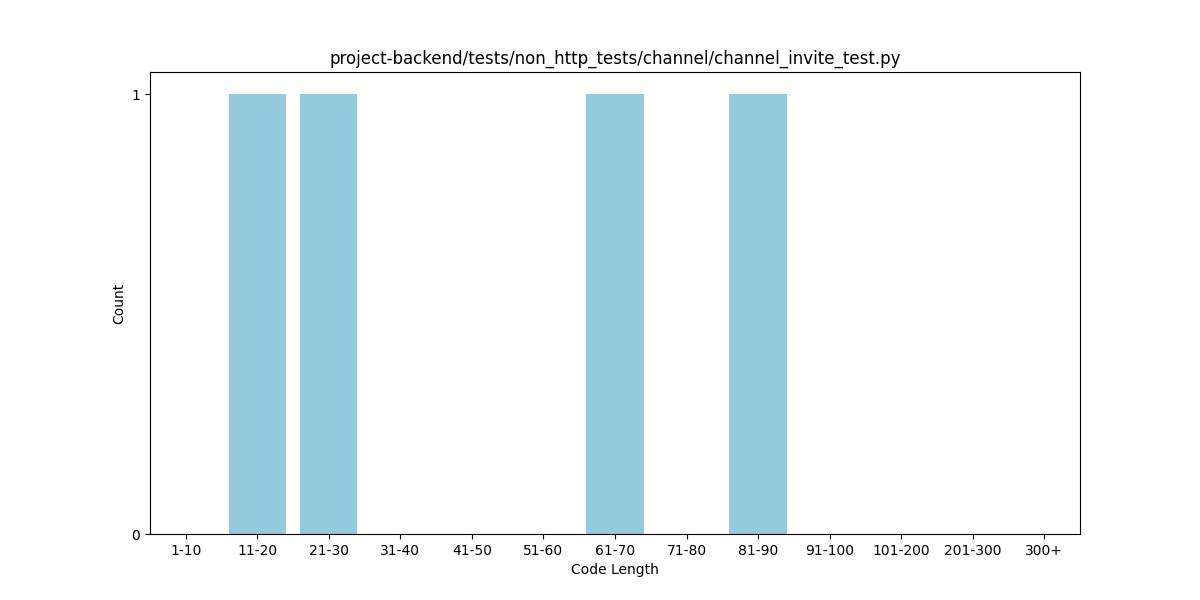 project-backend/tests/non_http_tests/channel/channel_invite_test.py
1
Count
0
1-10 11-20 21-30 31-40 41-50 51-60 61-70 71-80 81-90 91-100 101-200 201-300 300+
Code Length